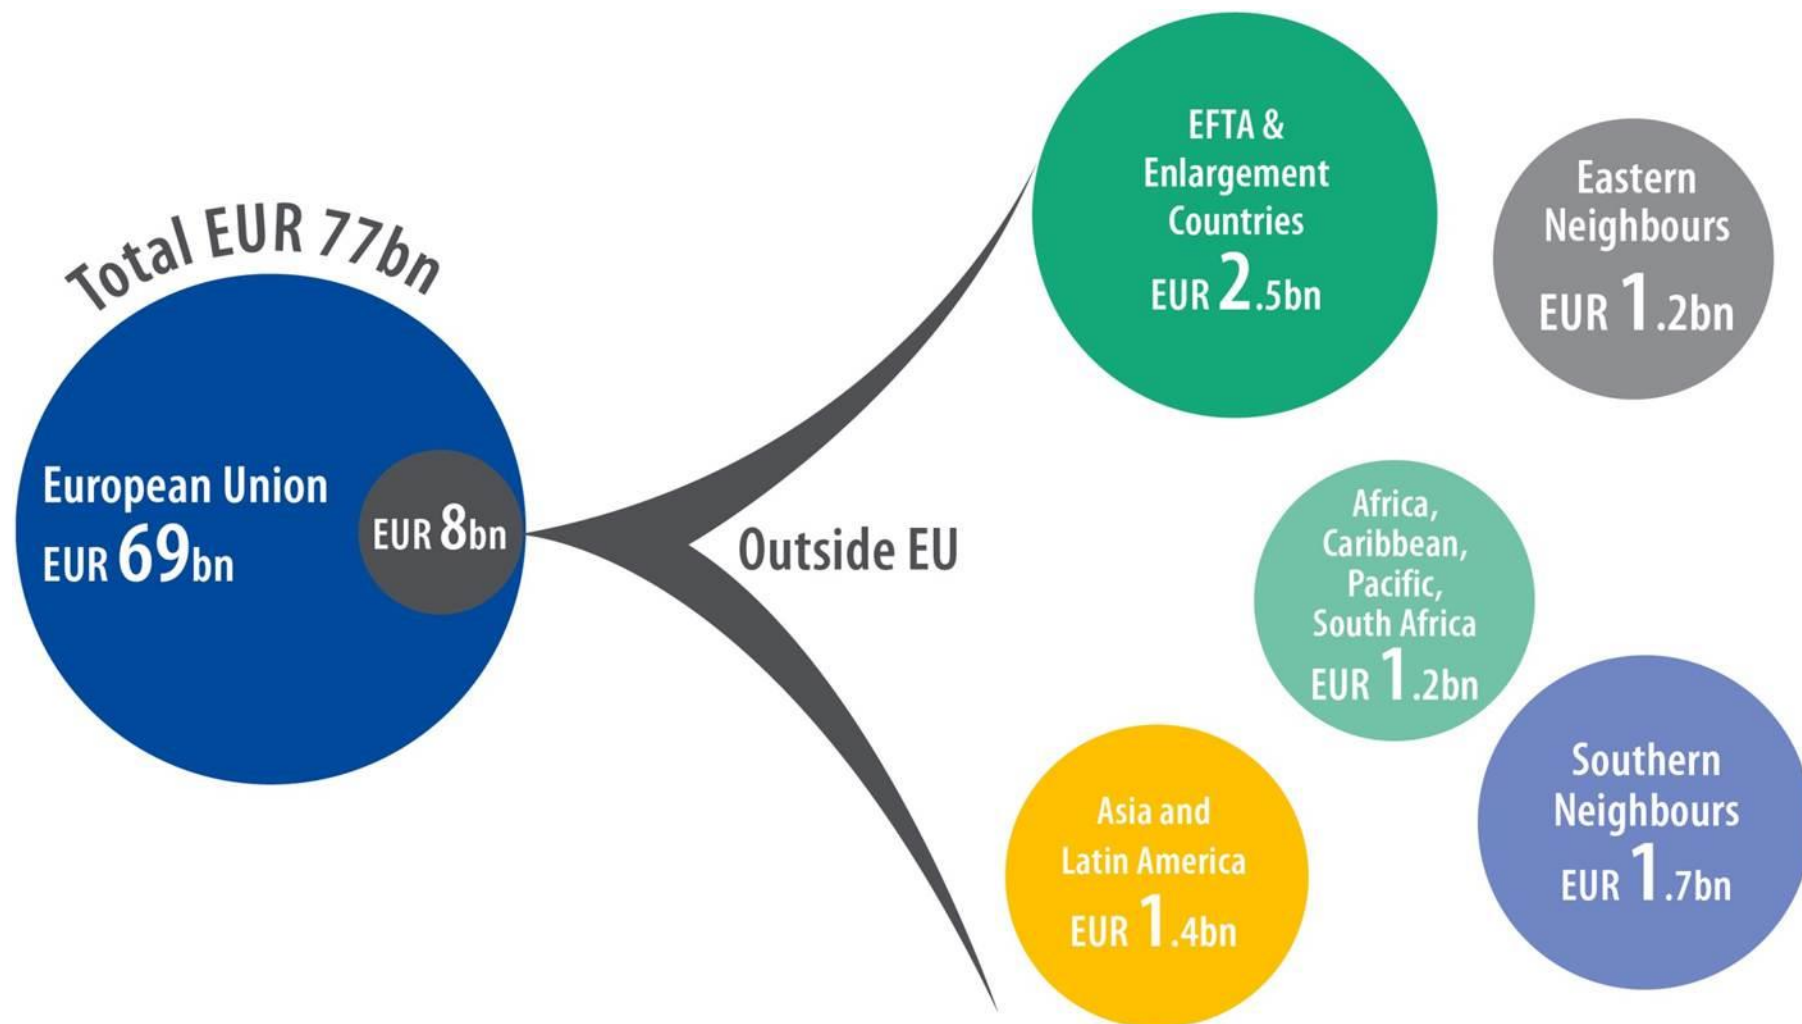 Total EUR 77bn
European Union
EUR 69bn
EUR 8bn
Outside EU
EFTA &
Enlargement
Countries
EUR 2.5bn
Eastern
Neighbours
EUR 1.2bn
Africa,
Caribbean,
Pacific,
South Africa
EUR 1.2bn
Asia and
Latin America
EUR 1.4bn
Southern
Neighbours
EUR 1.7bn